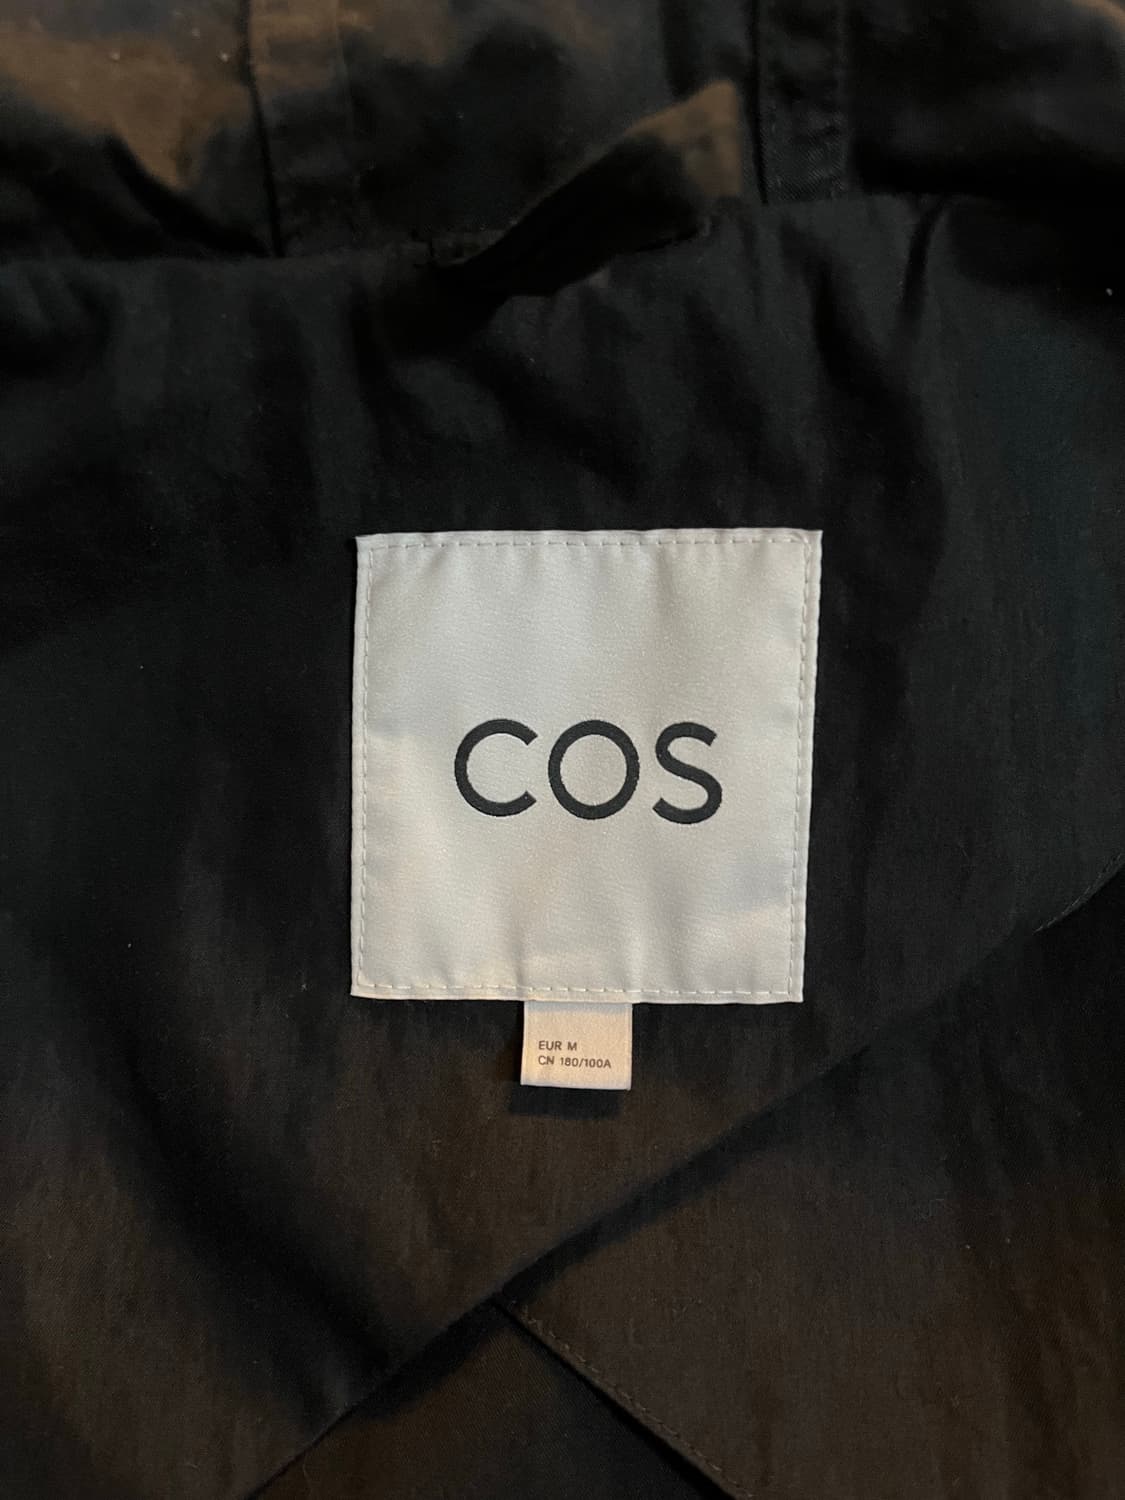 COS
EUR M
CN 180/100A